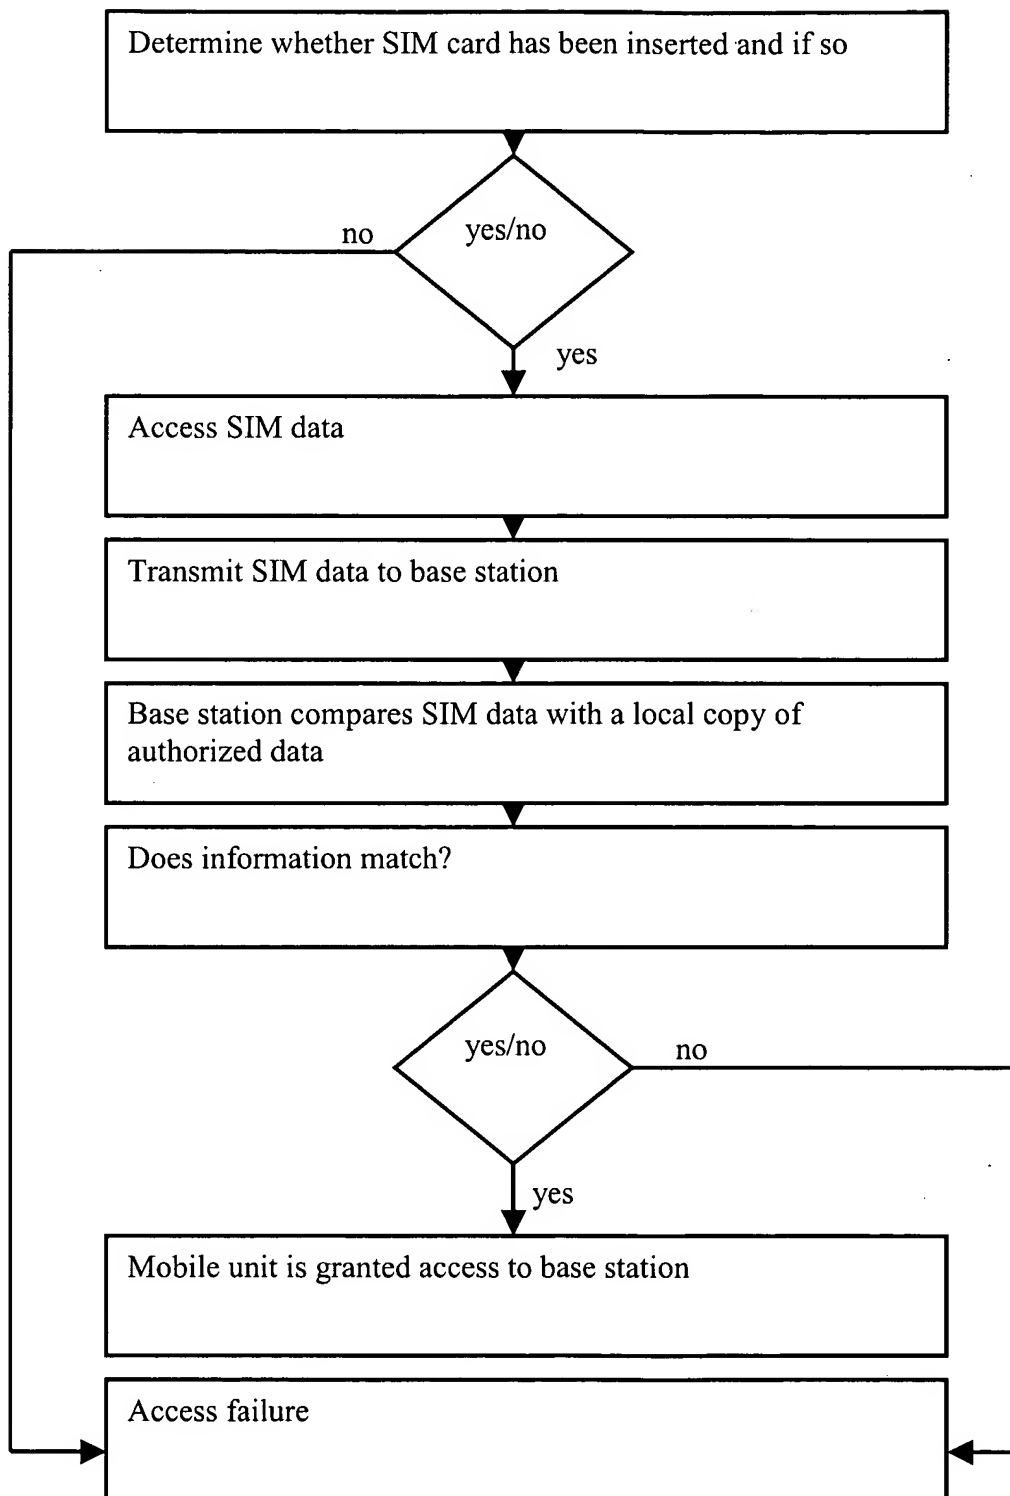 Determine whether SIM card has been inserted and if so
yes/no
no
yes
Access SIM data
Transmit SIM data to base station
Base station compares SIM data with a local copy of
authorized data
Does information match?
yes/no
no
yes
Mobile unit is granted access to base station
Access failure